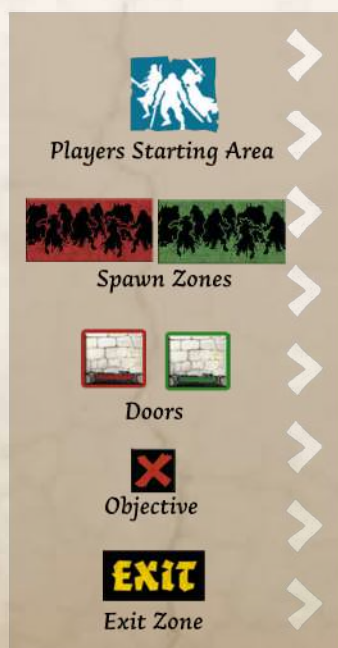 Players Starting Area
Spawn Zones
Doors
Objective
EXIT
Exit Zone